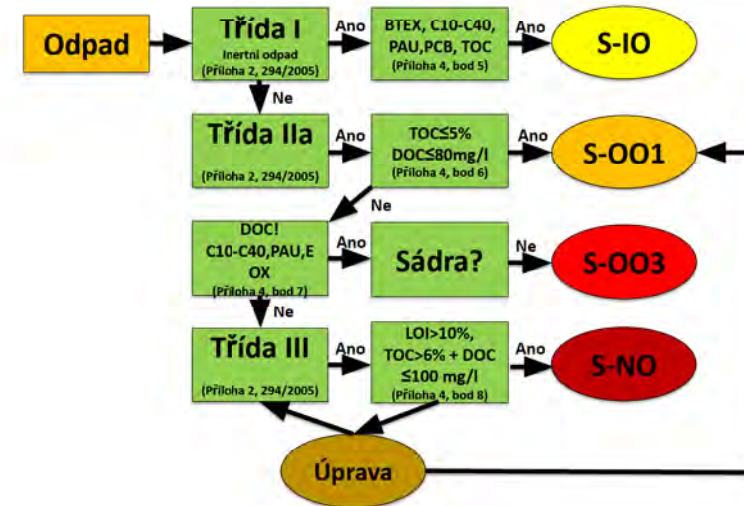 Odpad
Třída I
Inertní odpad
(Příloha 2, 294/2005)
Ano
BTEX, C10-C40,
PAU,PCB, TOC
(Příloha 4, bod 5)
Ano
S-IO
Ne
Třída IIa
(Příloha 2, 294/2005)
Ano
TOC≤5%
DOC≤80mg/l
(Příloha 4, bod 6)
Ano
S-OO1
Ne
DOC!
C10-C40,PAU,E
OX
(Příloha 4, bod 7)
Ano
Sádra?
Ne
S-OO3
Ne
Třída III
(Příloha 2, 294/2005)
Ano
LOI>10%,
TOC>6% + DOC
≤100 mg/l
(Příloha 4, bod 8)
Ano
S-NO
Úprava